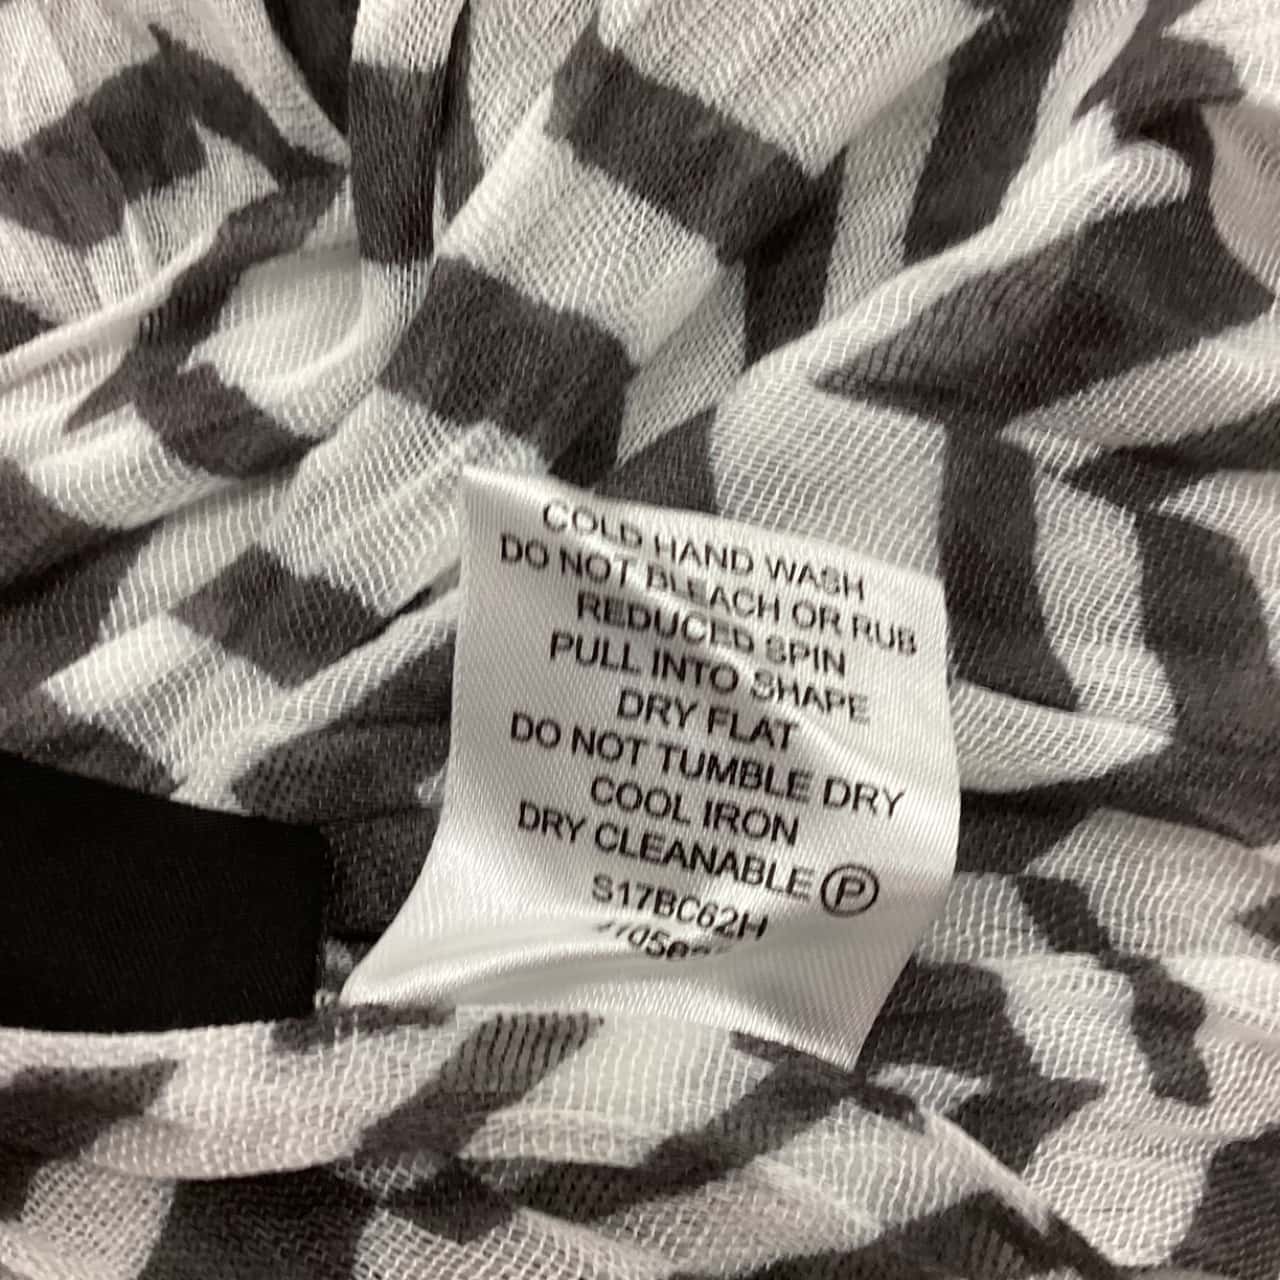 COLD HAND WASH
DO NOT BLEACH OR RUB
REDUCED SPIN
PULL INTO SHAPE
DRY FLAT
DO NOT TUMBLE DRY
COOL IRON
DRY CLEANABLE Ⓟ
S17BC62H